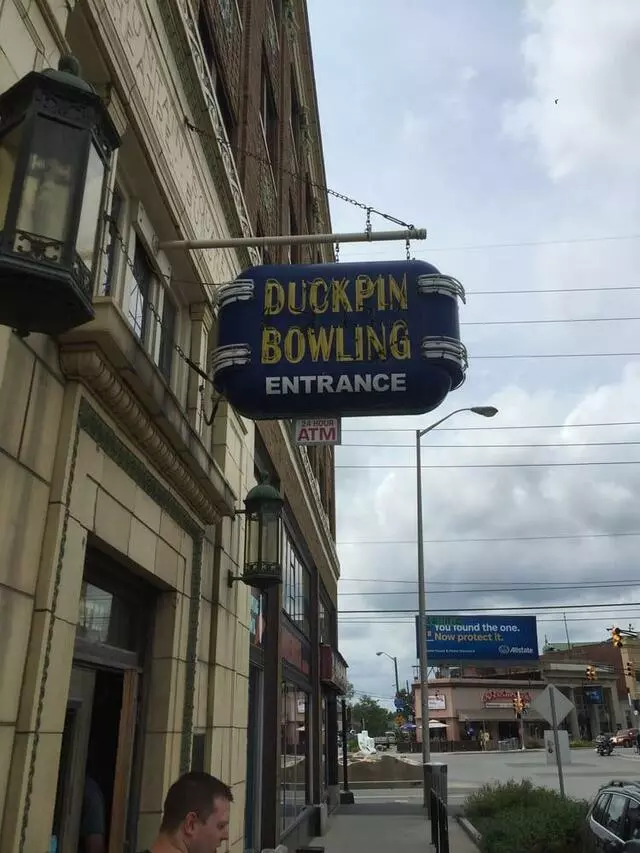 DUCKPIN
BOWLING
ENTRANCE
24 HOUR
ATM
You found the one.
Now protect it.
Allstate